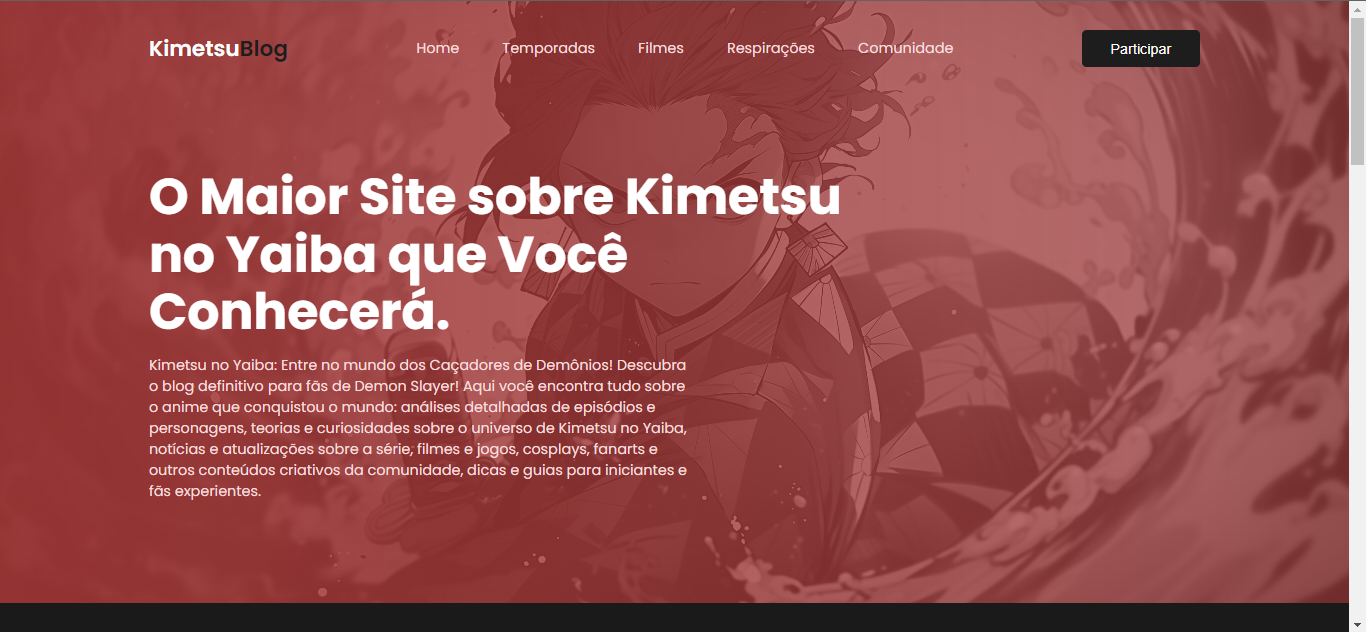 KimetsuBlog Home Temporadas Filmes Respirações Comunidade Participar
O Maior Site sobre Kimetsu
no Yaiba que Você
Conhecerá.
Kimetsu no Yaiba: Entre no mundo dos Caçadores de Demônios! Descubra
o blog definitivo para fãs de Demon Slayer! Aqui você encontra tudo sobre
o anime que conquistou o mundo: análises detalhadas de episódios e
personagens, teorias e curiosidades sobre o universo de Kimetsu no Yaiba,
notícias e atualizações sobre a série, filmes e jogos, cosplays, fanarts e
outros conteúdos criativos da comunidade, dicas e guias para iniciantes e
fãs experientes.